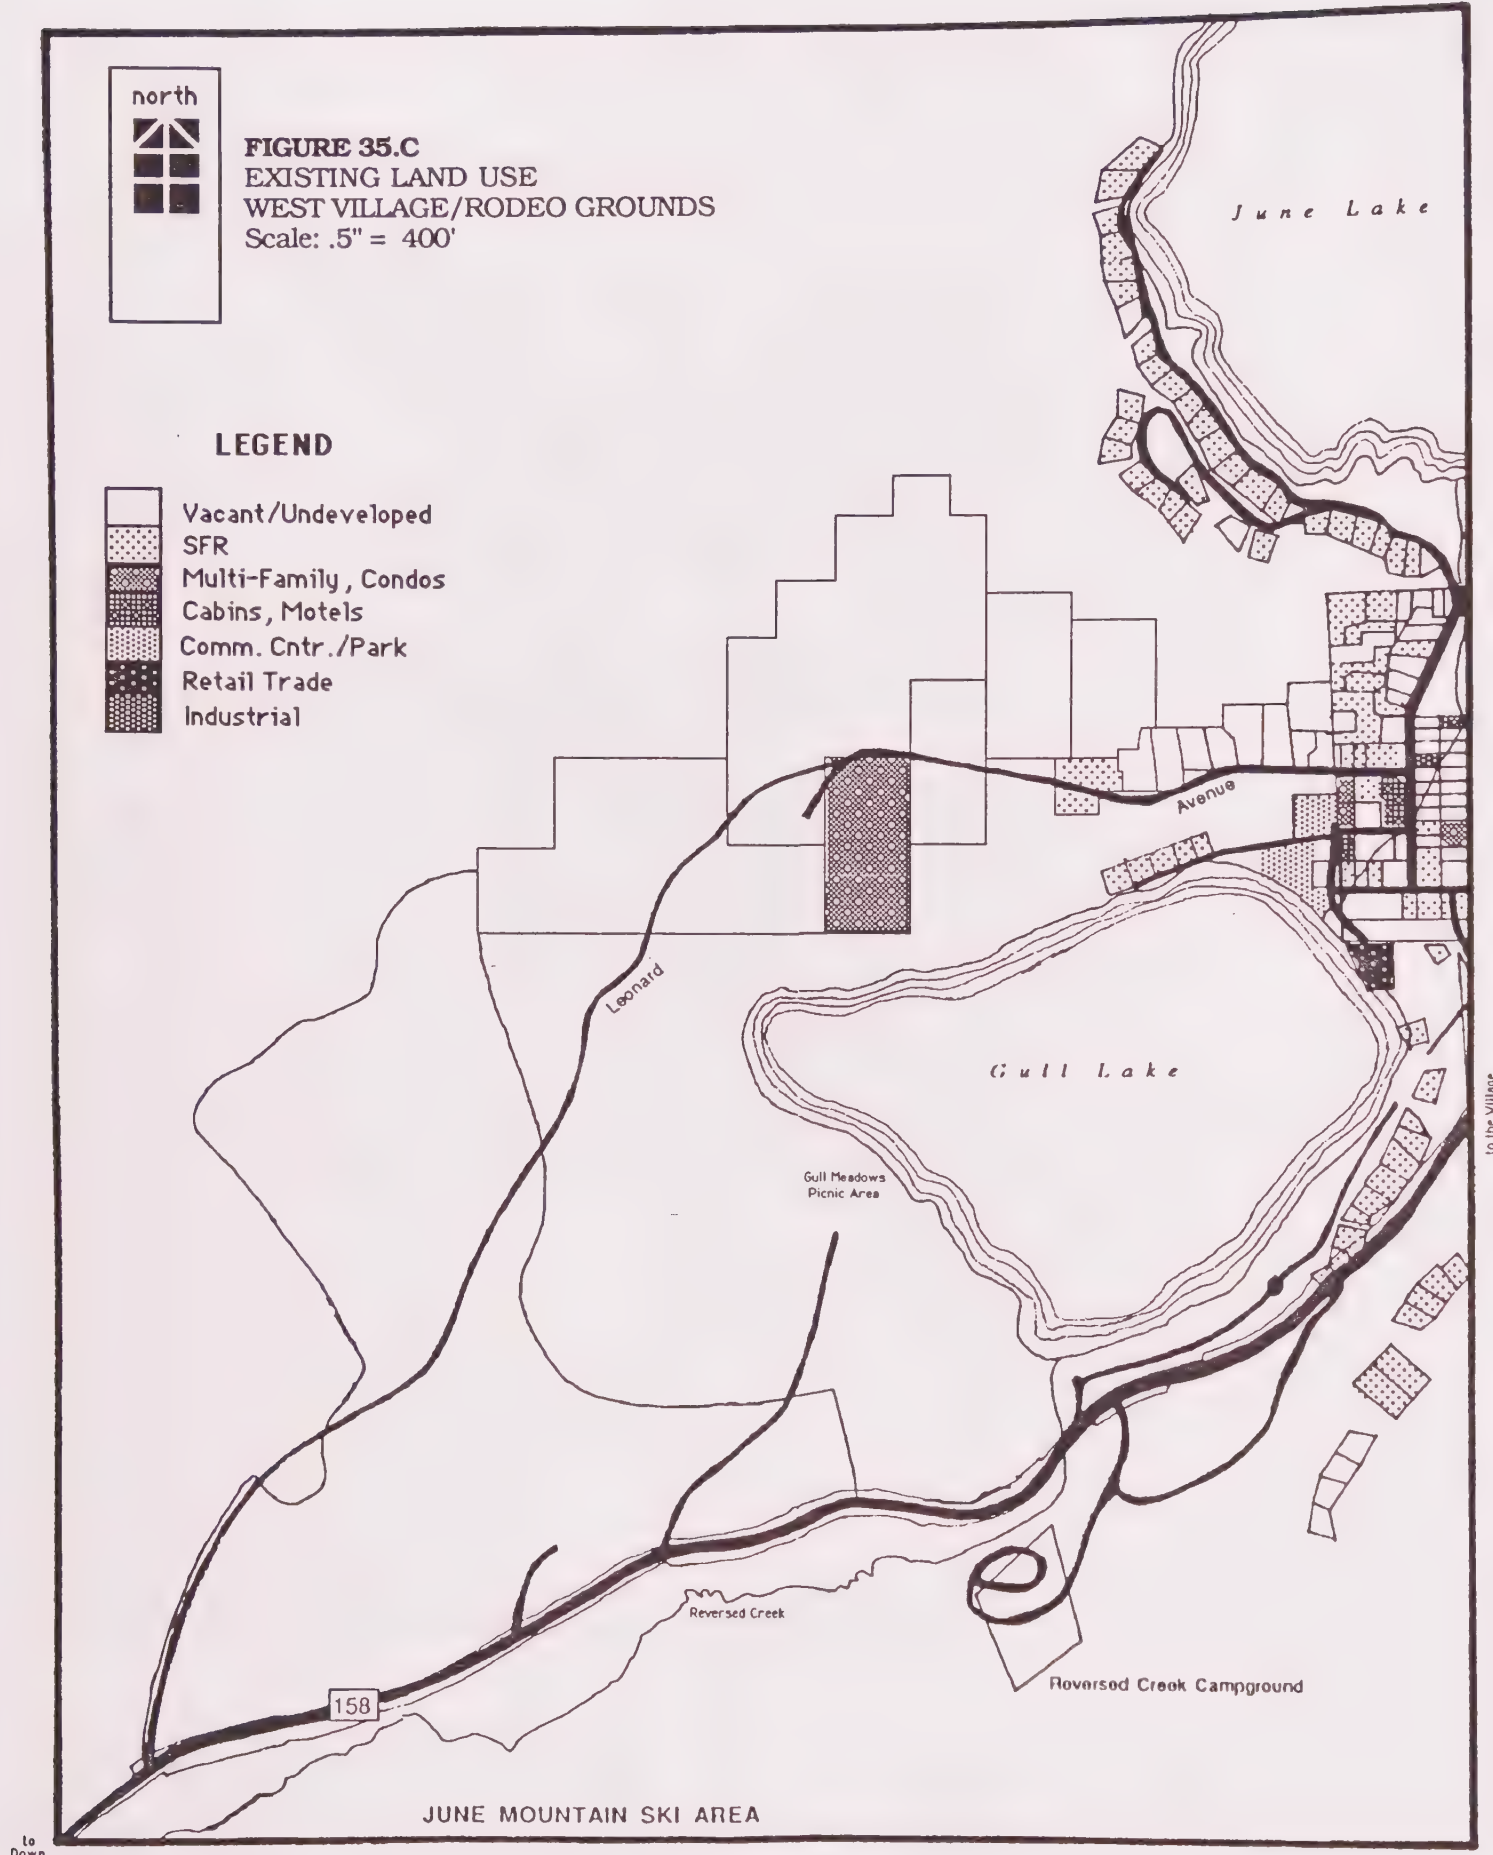 north
FIGURE 35.C
EXISTING LAND USE
WEST VILLAGE/RODEO GROUNDS
Scale: .5" = 400'
June Lake
LEGEND
Vacant/Undeveloped
SFR
Multi-Family, Condos
Cabins, Motels
Comm. Cntr./Park
Retail Trade
Industrial
Avenue
Leonard
Gull Lake
to the Village
Gull Meadows
Picnic Area
Reversed Creek
Reversed Creek Campground
158
JUNE MOUNTAIN SKI AREA
to
Down